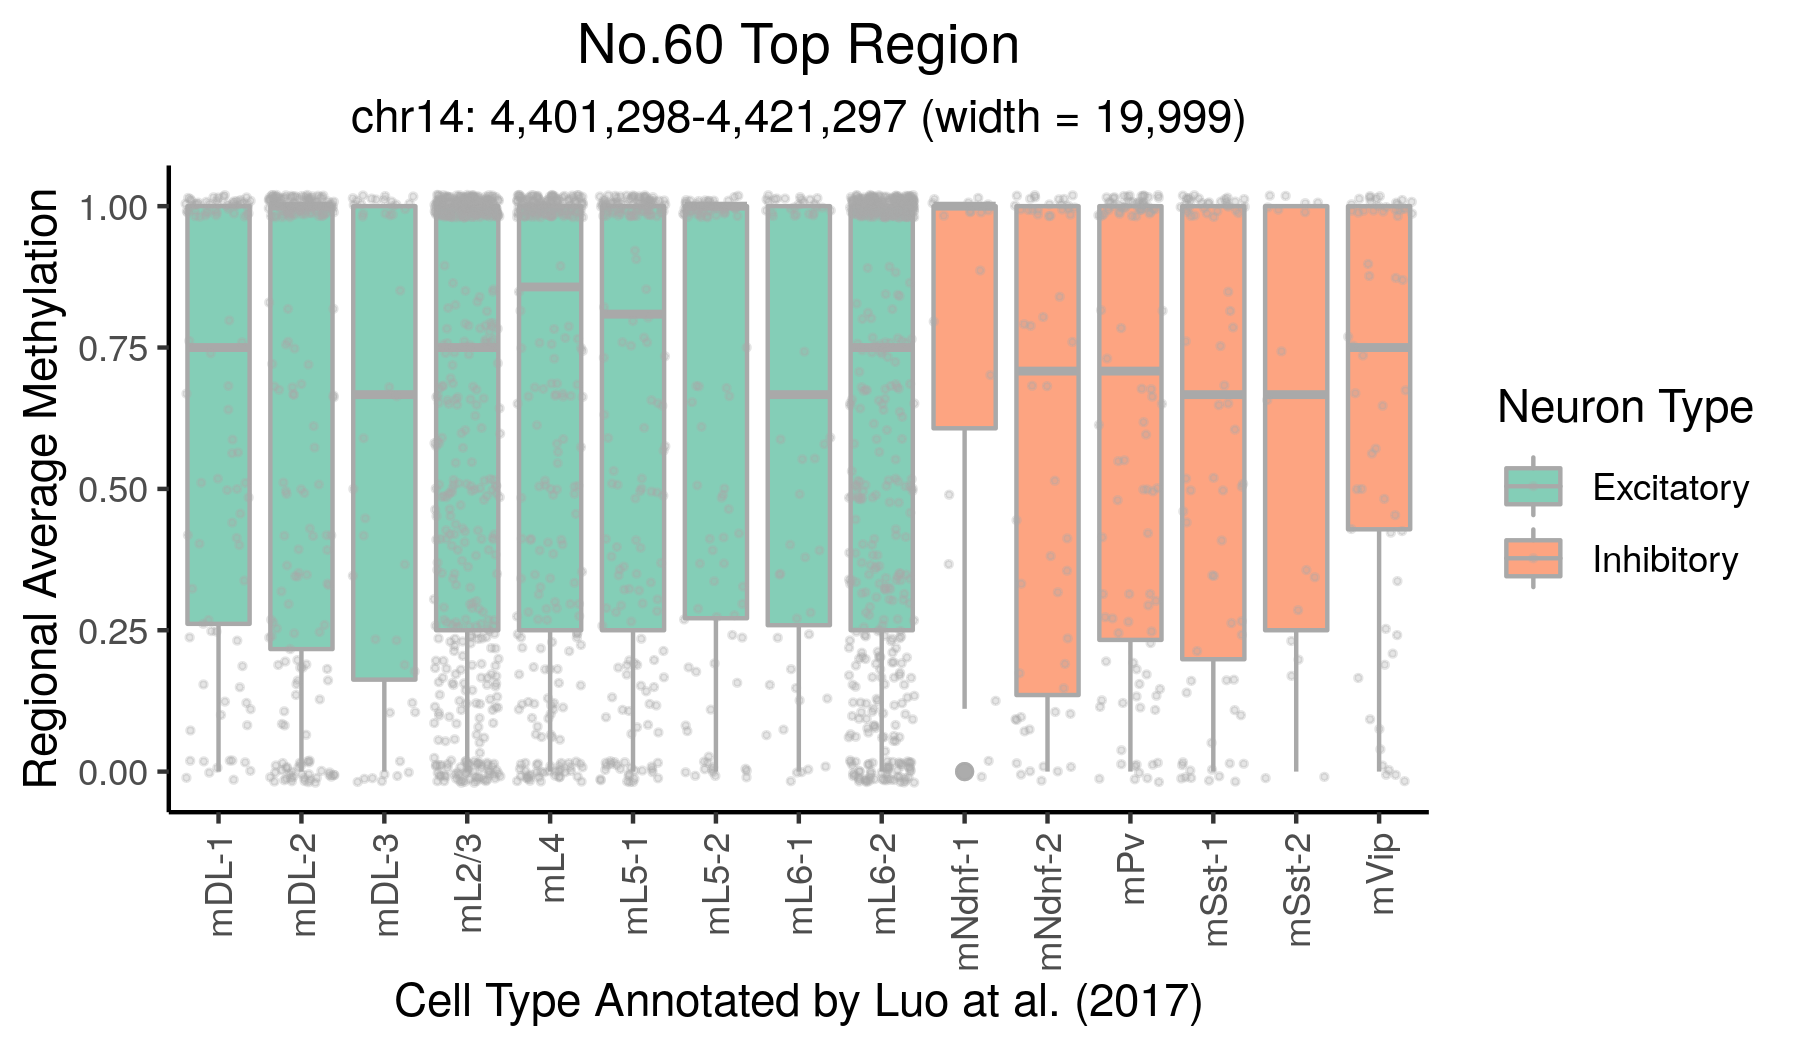 No.60 Top Region
chr14: 4,401,298-4,421,297 (width = 19,999)
Regional Average Methylation
1.00
0.75
0.50
0.25
0.00
mDL-1
mDL-2
mDL-3
mL2/3
mL4
mL5-1
mL5-2
mL6-1
mL6-2
mNdnf-1
mNdnf-2
mPv
mSst-1
mSst-2
mVip
Cell Type Annotated by Luo at al. (2017)
Neuron Type
Excitatory
Inhibitory